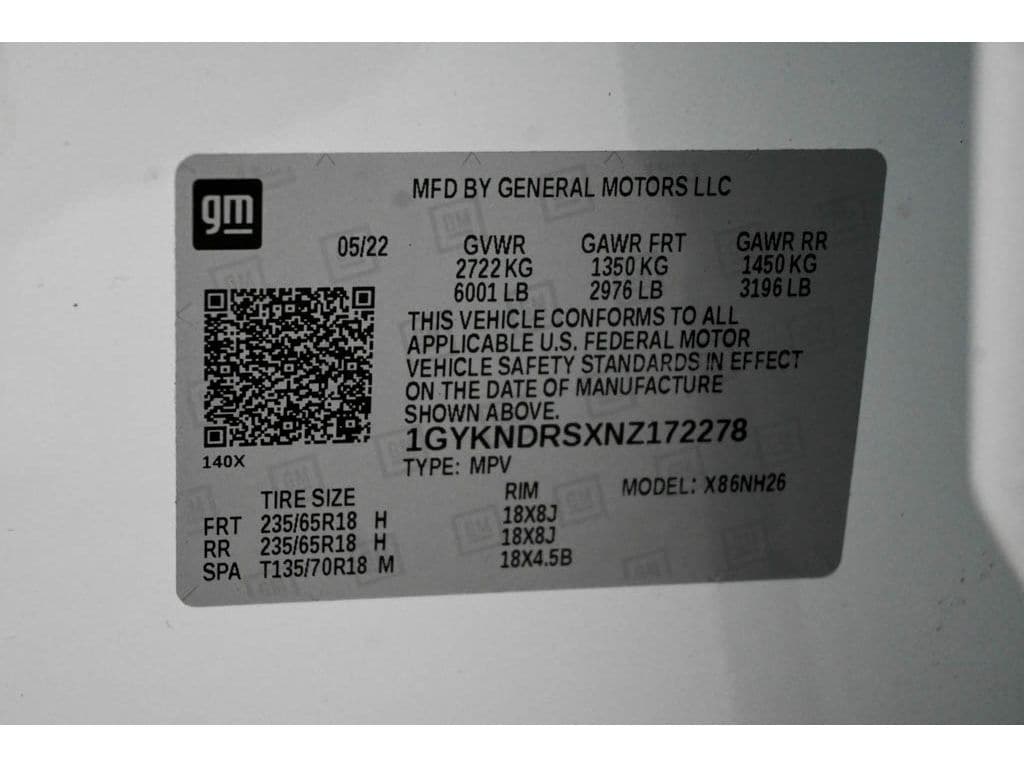 gm
MFD BY GENERAL MOTORS LLC
05/22 GVWR GAWR FRT GAWR RR
2722 KG 1350 KG 1450 KG
6001 LB 2976 LB 3196 LB
THIS VEHICLE CONFORMS TO ALL
APPLICABLE U.S. FEDERAL MOTOR
VEHICLE SAFETY STANDARDS IN EFFECT
ON THE DATE OF MANUFACTURE
SHOWN ABOVE.
1GYKNDRSXNZ172278
140X
TYPE: MPV
TIRE SIZE RIM MODEL: X86NH26
FRT 235/65R18 H 18X8J
RR 235/65R18 H 18X8J
SPA T135/70R18 M 18X4.5B